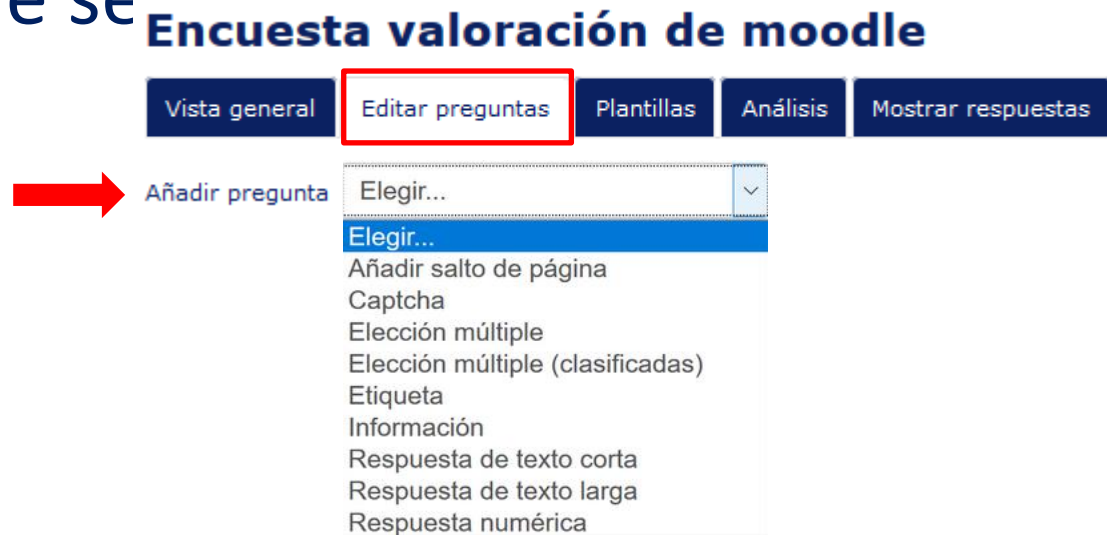 e se
Encuesta valoración de moodle
Vista general Editar preguntas Plantillas Análisis Mostrar respuestas
Añadir pregunta Elegir...
Elegir...
Añadir salto de página
Captcha
Elección múltiple
Elección múltiple (clasificadas)
Etiqueta
Información
Respuesta de texto corta
Respuesta de texto larga
Respuesta numérica